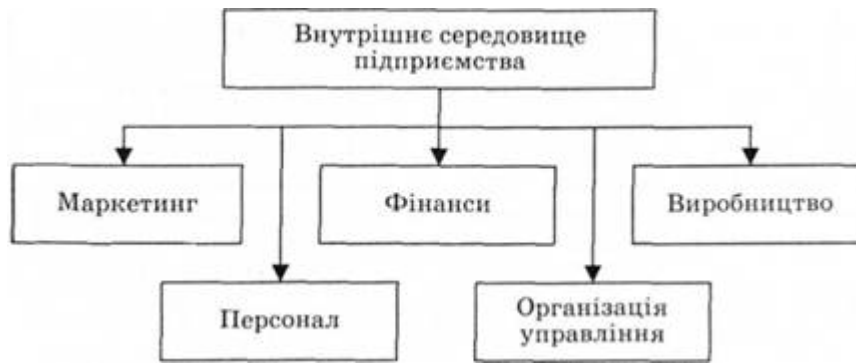 Внутрішнє середовище
підприємства
Маркетинг
Фінанси
Виробництво
Персонал
Організація
управління